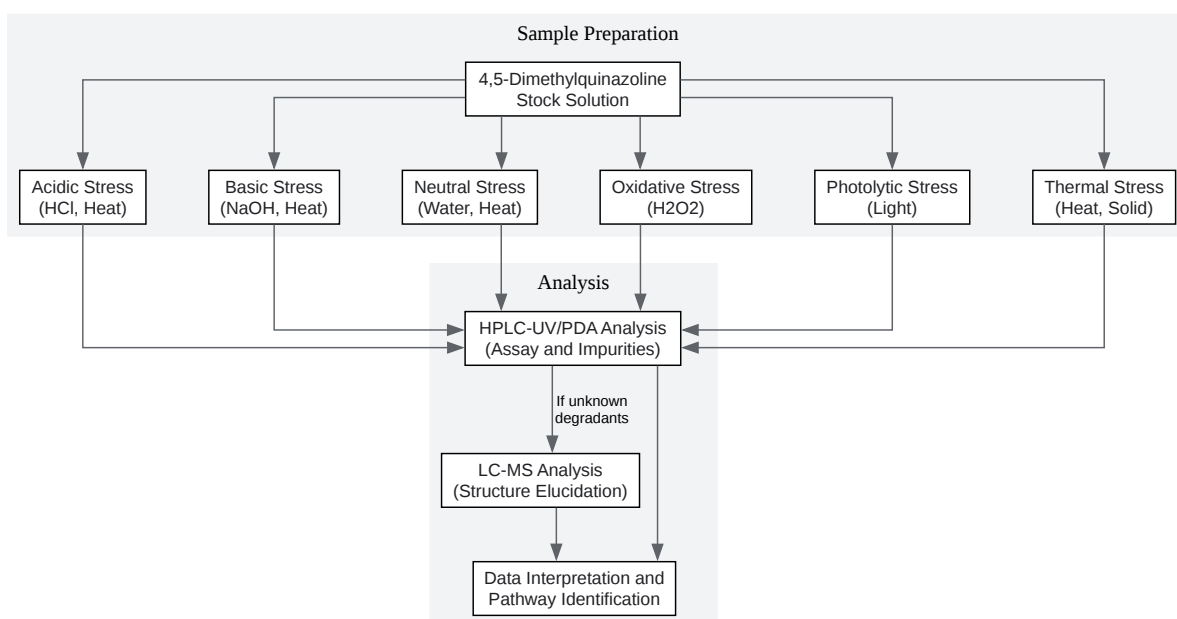 Sample Preparation
4,5-Dimethylquinazoline
Stock Solution
Acidic Stress
(HCl, Heat)
Basic Stress
(NaOH, Heat)
Neutral Stress
(Water, Heat)
Oxidative Stress
(H2O2)
Photolytic Stress
(Light)
Thermal Stress
(Heat, Solid)
Analysis
HPLC-UV/PDA Analysis
(Assay and Impurities)
If unknown
degradants
LC-MS Analysis
(Structure Elucidation)
Data Interpretation and
Pathway Identification